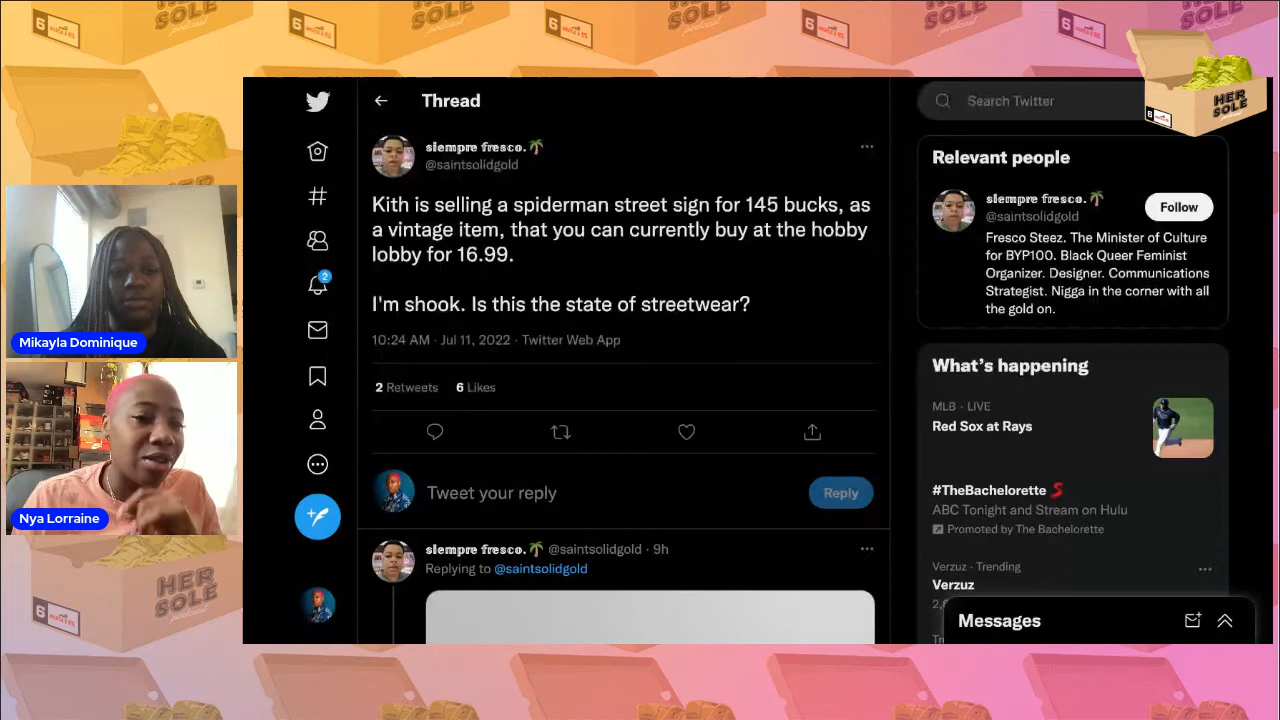 HER
SOLE
podcast
6
Thread
Search Twitter
siempre fresco.
@saintsolidgold
Kith is selling a spiderman street sign for 145 bucks, as
a vintage item, that you can currently buy at the hobby
lobby for 16.99.
I'm shook. Is this the state of streetwear?
10:24 AM · Jul 11, 2022 · Twitter Web App
2 Retweets 6 Likes
Tweet your reply
Reply
siempre fresco. @saintsolidgold · 9h
Replying to @saintsolidgold
Relevant people
siempre fresco.
@saintsolidgold
Follow
Fresco Steez. The Minister of Culture
for BYP100. Black Queer Feminist
Organizer. Designer. Communications
Strategist. Nigga in the corner with all
the gold on.
What's happening
MLB · LIVE
Red Sox at Rays
#TheBachelorette
ABC Tonight and Stream on Hulu
Promoted by The Bachelorette
Verzuz · Trending
Verzuz
Messages
2
Mikayla Dominique
Nya Lorraine